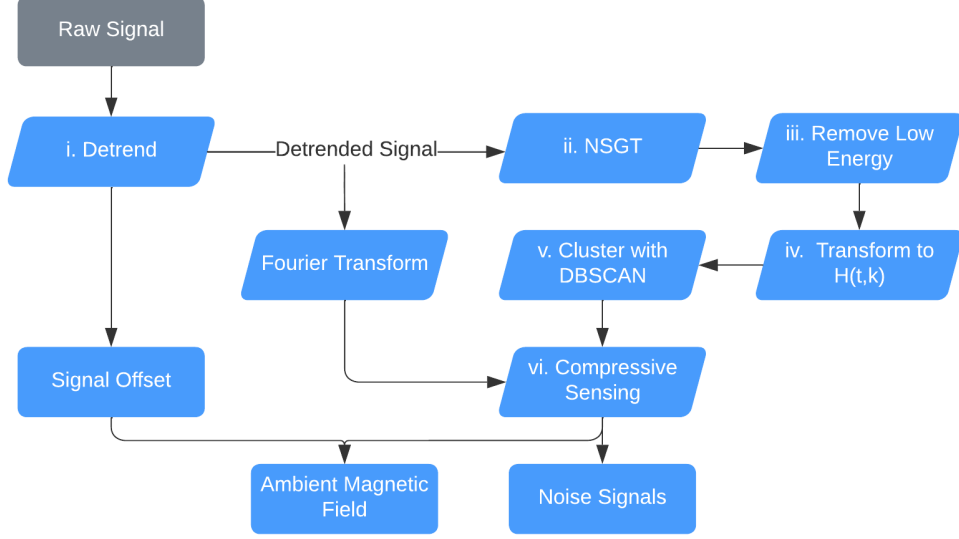 Raw Signal
i. Detrend
Detrended Signal
ii. NSGT
iii. Remove Low
Energy
Fourier Transform
v. Cluster with
DBSCAN
iv. Transform to
H(t,k)
Signal Offset
vi. Compressive
Sensing
Ambient Magnetic
Field
Noise Signals